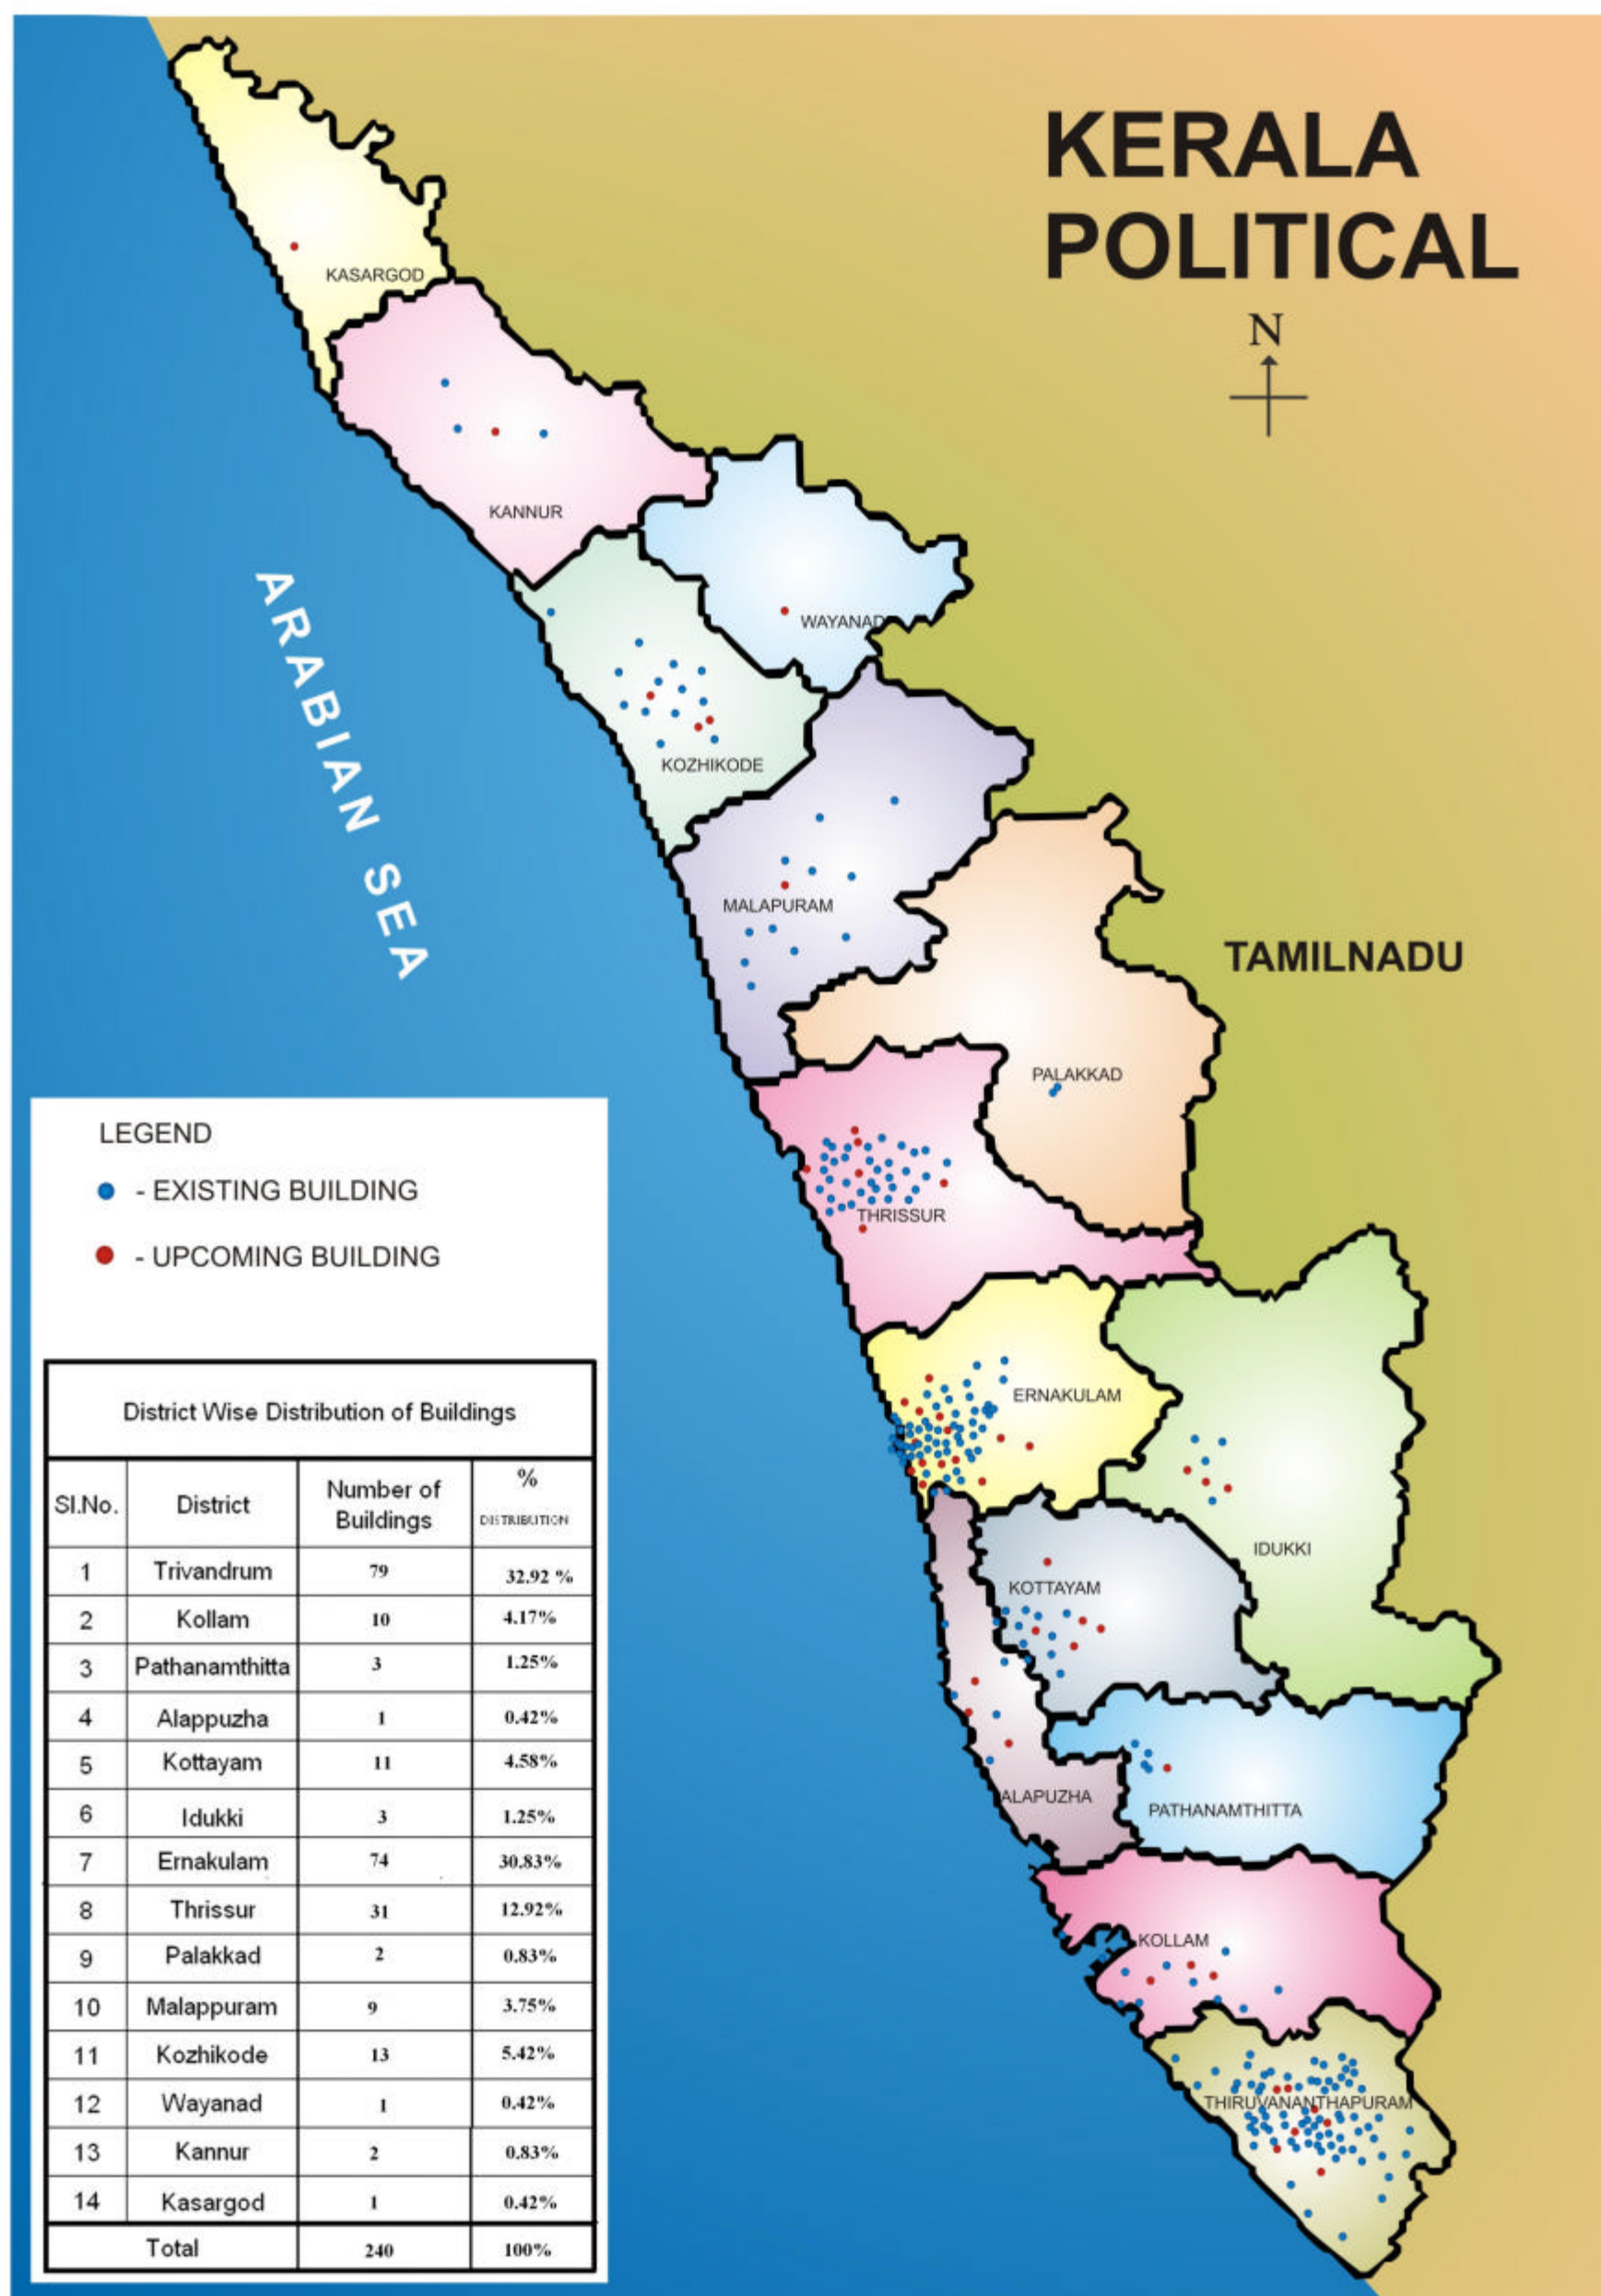 KERALA
POLITICAL
N
KASARGOD
KANNUR
WAYANAD
KOZHIKODE
MALAPURAM
ARABIAN SEA
TAMILNADU
PALAKKAD
THRISSUR
ERNAKULAM
IDUKKI
KOTTAYAM
ALAPUZHA
PATHANAMTHITTA
KOLLAM
THIRUVANANTHAPURAM
LEGEND
- EXISTING BUILDING
- UPCOMING BUILDING
District Wise Distribution of Buildings
Sl.No. District Number of Buildings % DISTRIBUTION
1 Trivandrum 79 32.92 %
2 Kollam 10 4.17%
3 Pathanamthitta 3 1.25%
4 Alappuzha 1 0.42%
5 Kottayam 11 4.58%
6 Idukki 3 1.25%
7 Ernakulam 74 30.83%
8 Thrissur 31 12.92%
9 Palakkad 2 0.83%
10 Malappuram 9 3.75%
11 Kozhikode 13 5.42%
12 Wayanad 1 0.42%
13 Kannur 2 0.83%
14 Kasargod 1 0.42%
Total 240 100%